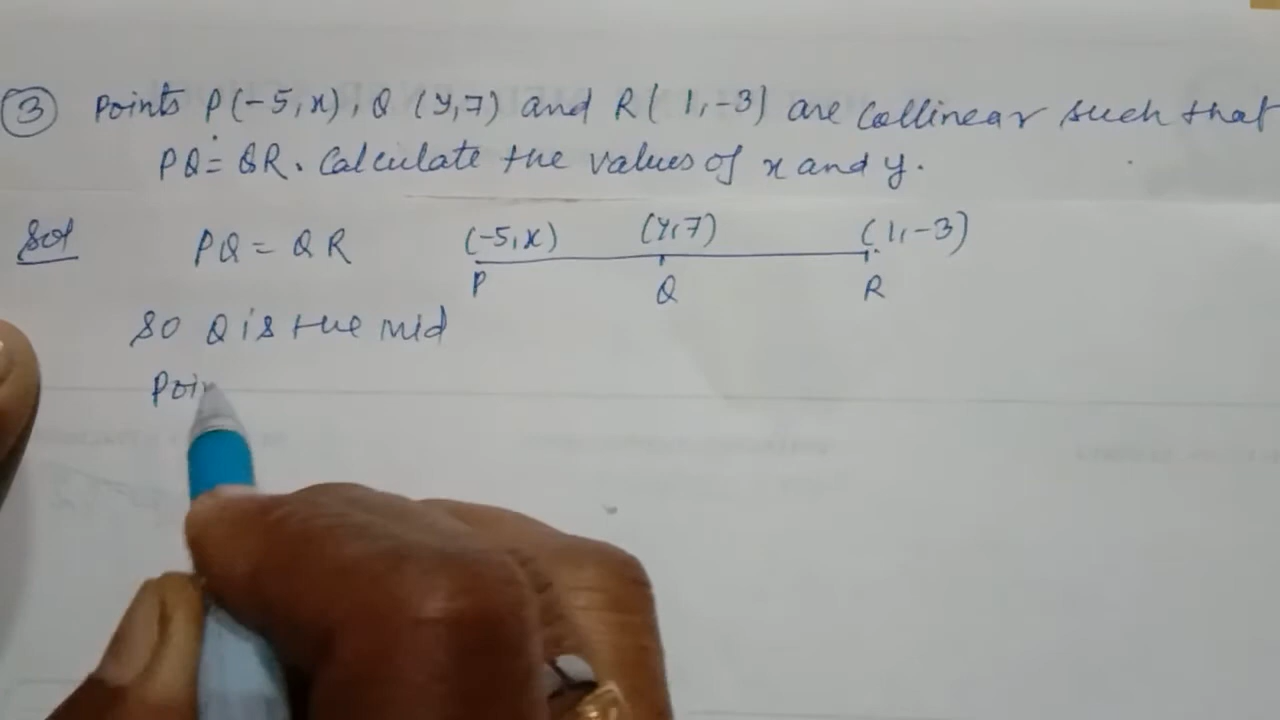 ③ Points P(-5,x), Q (y,7) and R( 1,-3) are collinear such that
PQ = QR. Calculate the values of x and y.
Sol PQ = QR (-5,x) (y,7) (1,-3)
P Q R
So Q is the mid
Poin